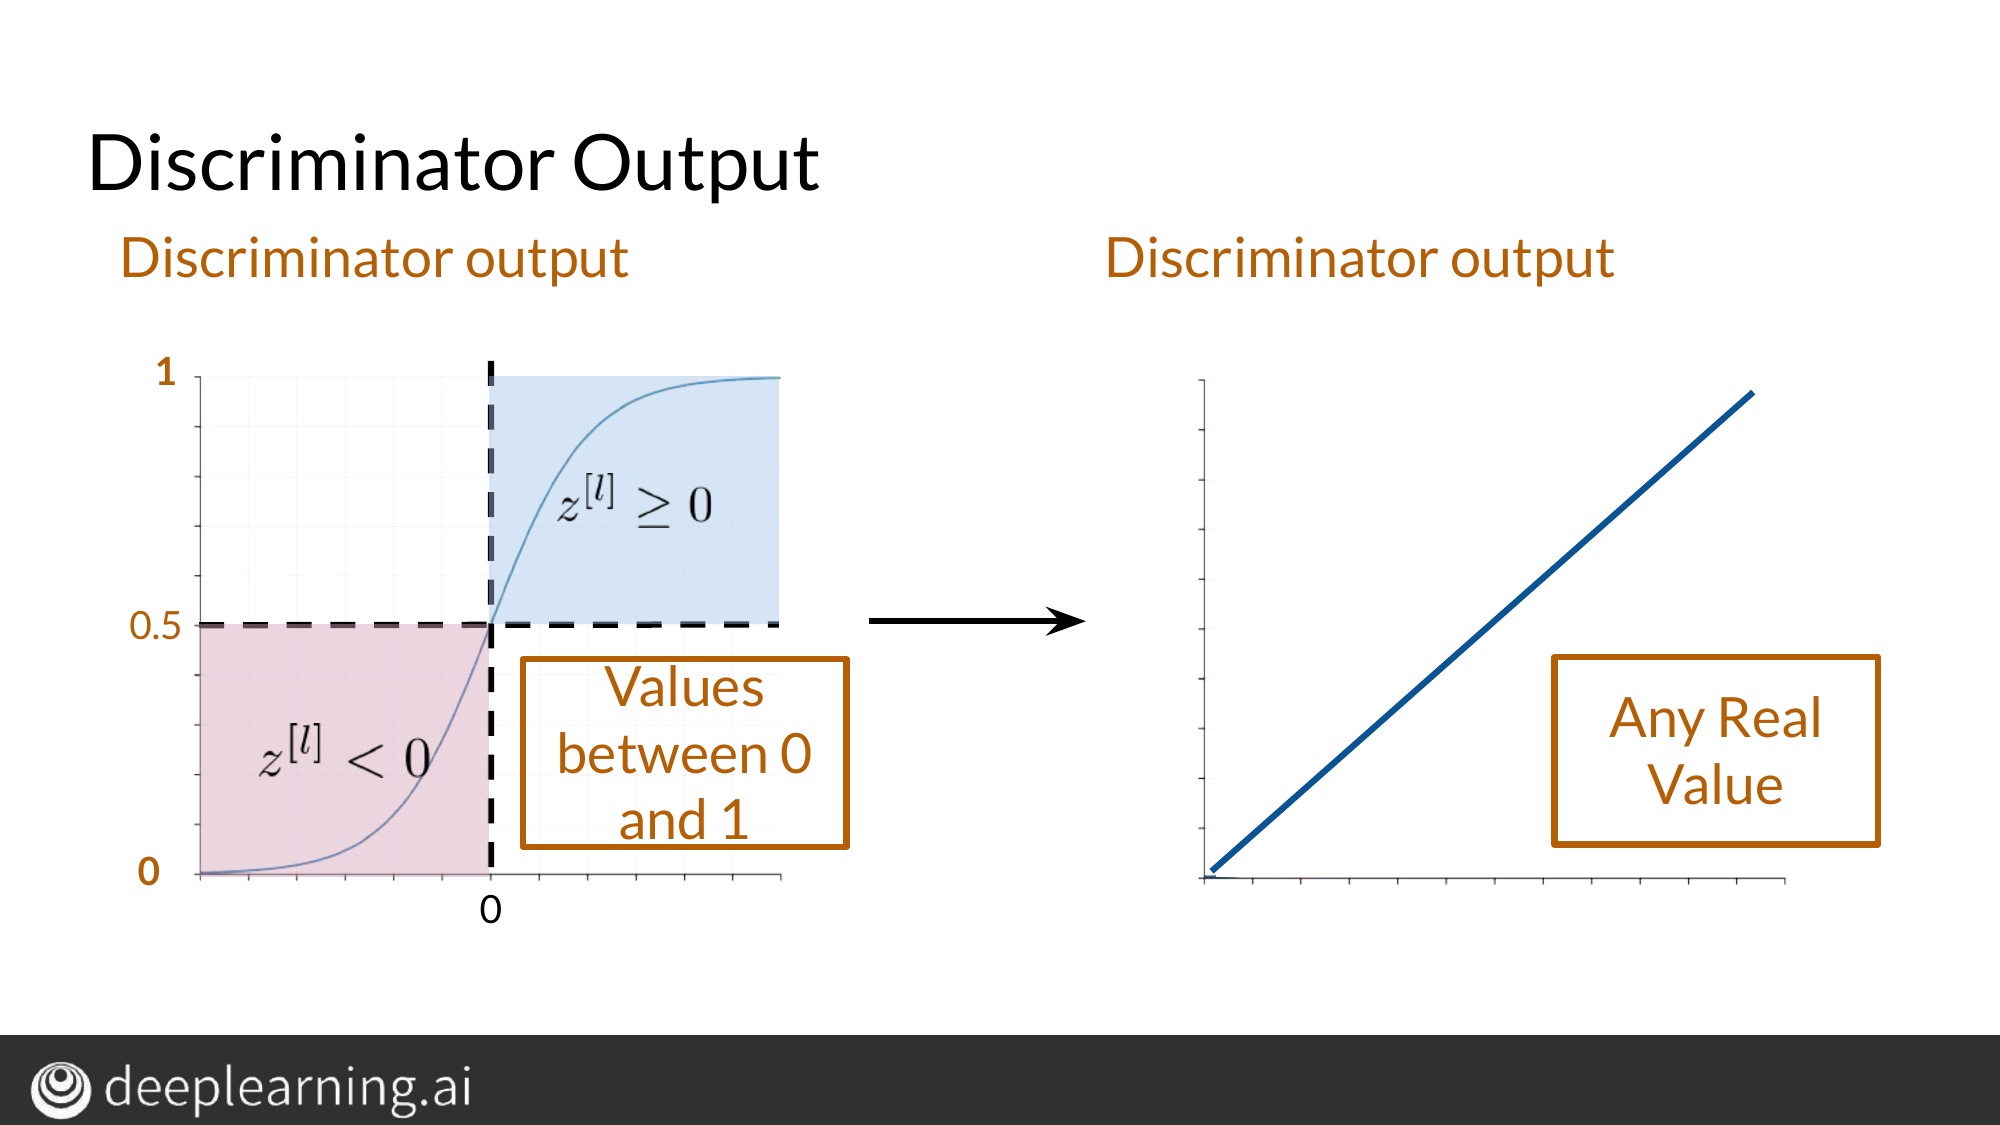 Discriminator Output
Discriminator output
Discriminator output
1
z^[l] ≥ 0
0.5
Values
between 0
and 1
z^[l] < 0
0
0
Any Real
Value
deeplearning.ai